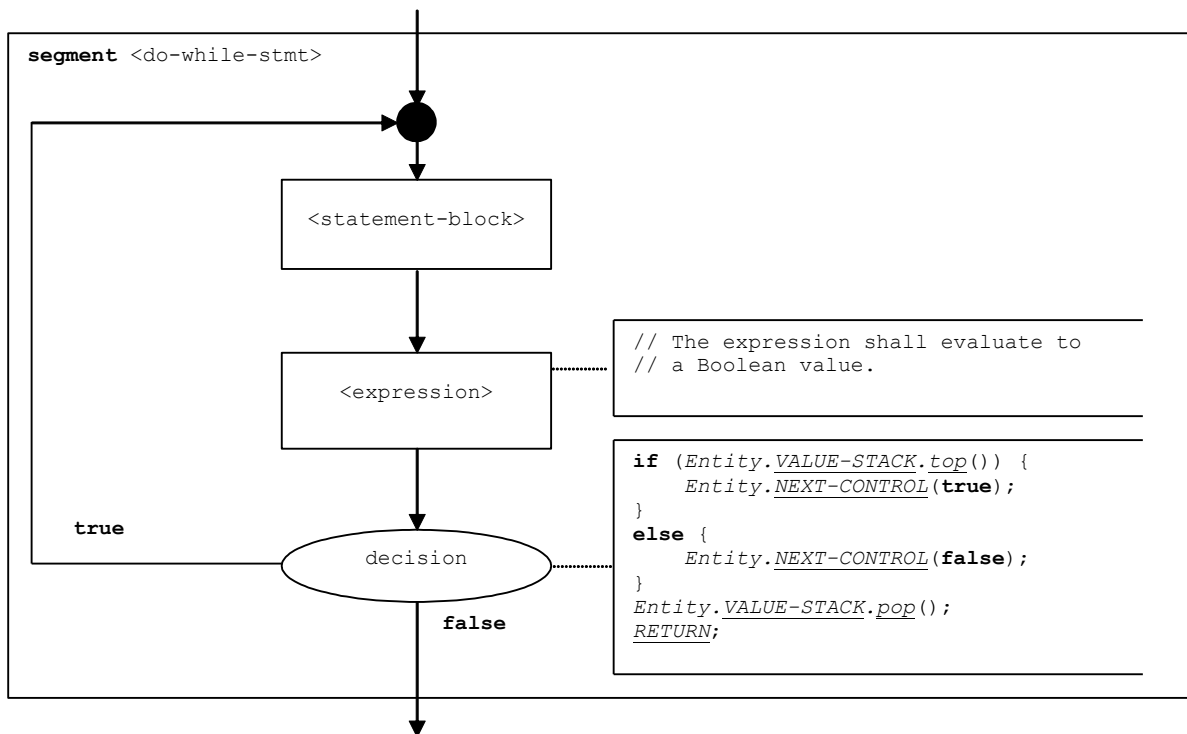 segment <do-while-stmt>
<statement-block>
// The expression shall evaluate to
// a Boolean value.
<expression>
if (Entity.VALUE-STACK.top()) {
Entity.NEXT-CONTROL(true);
}
else {
Entity.NEXT-CONTROL(false);
}
Entity.VALUE-STACK.pop();
RETURN;
true
decision
false